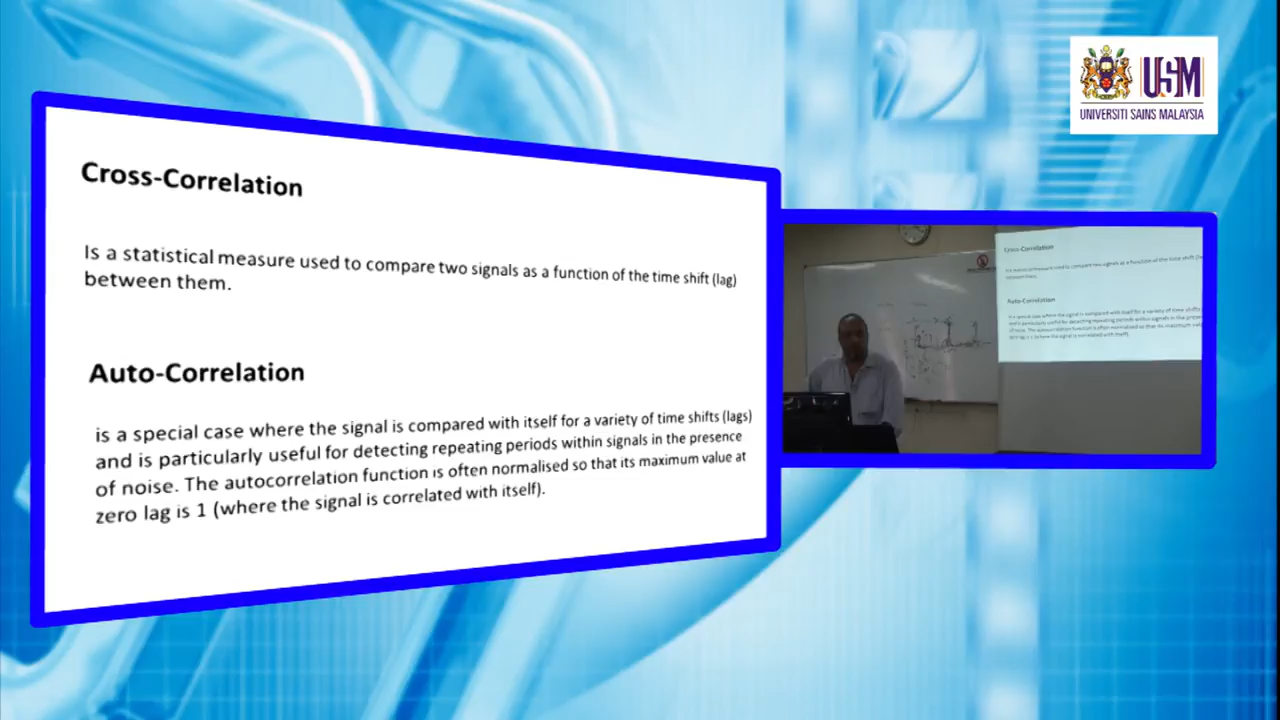 USM
UNIVERSITI SAINS MALAYSIA
Cross-Correlation
Is a statistical measure used to compare two signals as a function of the time shift (lag)
between them.
Auto-Correlation
is a special case where the signal is compared with itself for a variety of time shifts (lags)
and is particularly useful for detecting repeating periods within signals in the presence
of noise. The autocorrelation function is often normalised so that its maximum value at
zero lag is 1 (where the signal is correlated with itself).
Cross-Correlation
Auto-Correlation